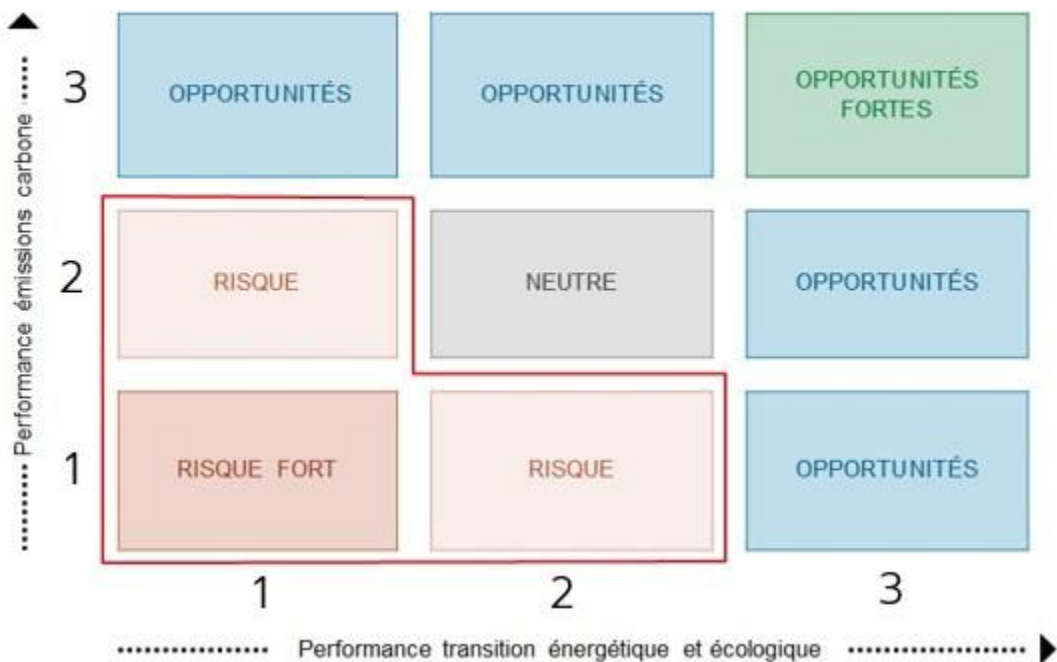 3
OPPORTUNITÉS
OPPORTUNITÉS
OPPORTUNITÉS
FORTES
2
RISQUE
NEUTRE
OPPORTUNITÉS
1
RISQUE FORT
RISQUE
OPPORTUNITÉS
1
2
3
Performance émissions carbone
Performance transition énergétique et écologique